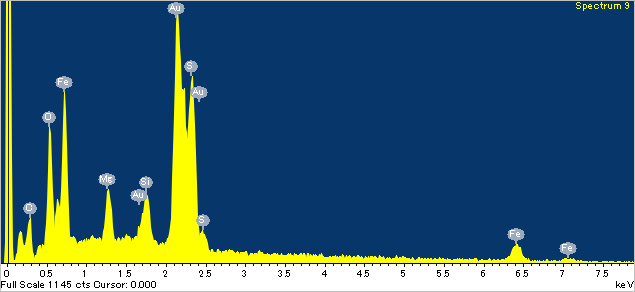 Spectrum 9
Au
S
Fe
Au
O
Mg
Si
Au
C
S
Fe
Fe
0 0.5 1 1.5 2 2.5 3 3.5 4 4.5 5 5.5 6 6.5 7 7.5
Full Scale 1145 cts Cursor: 0.000 keV